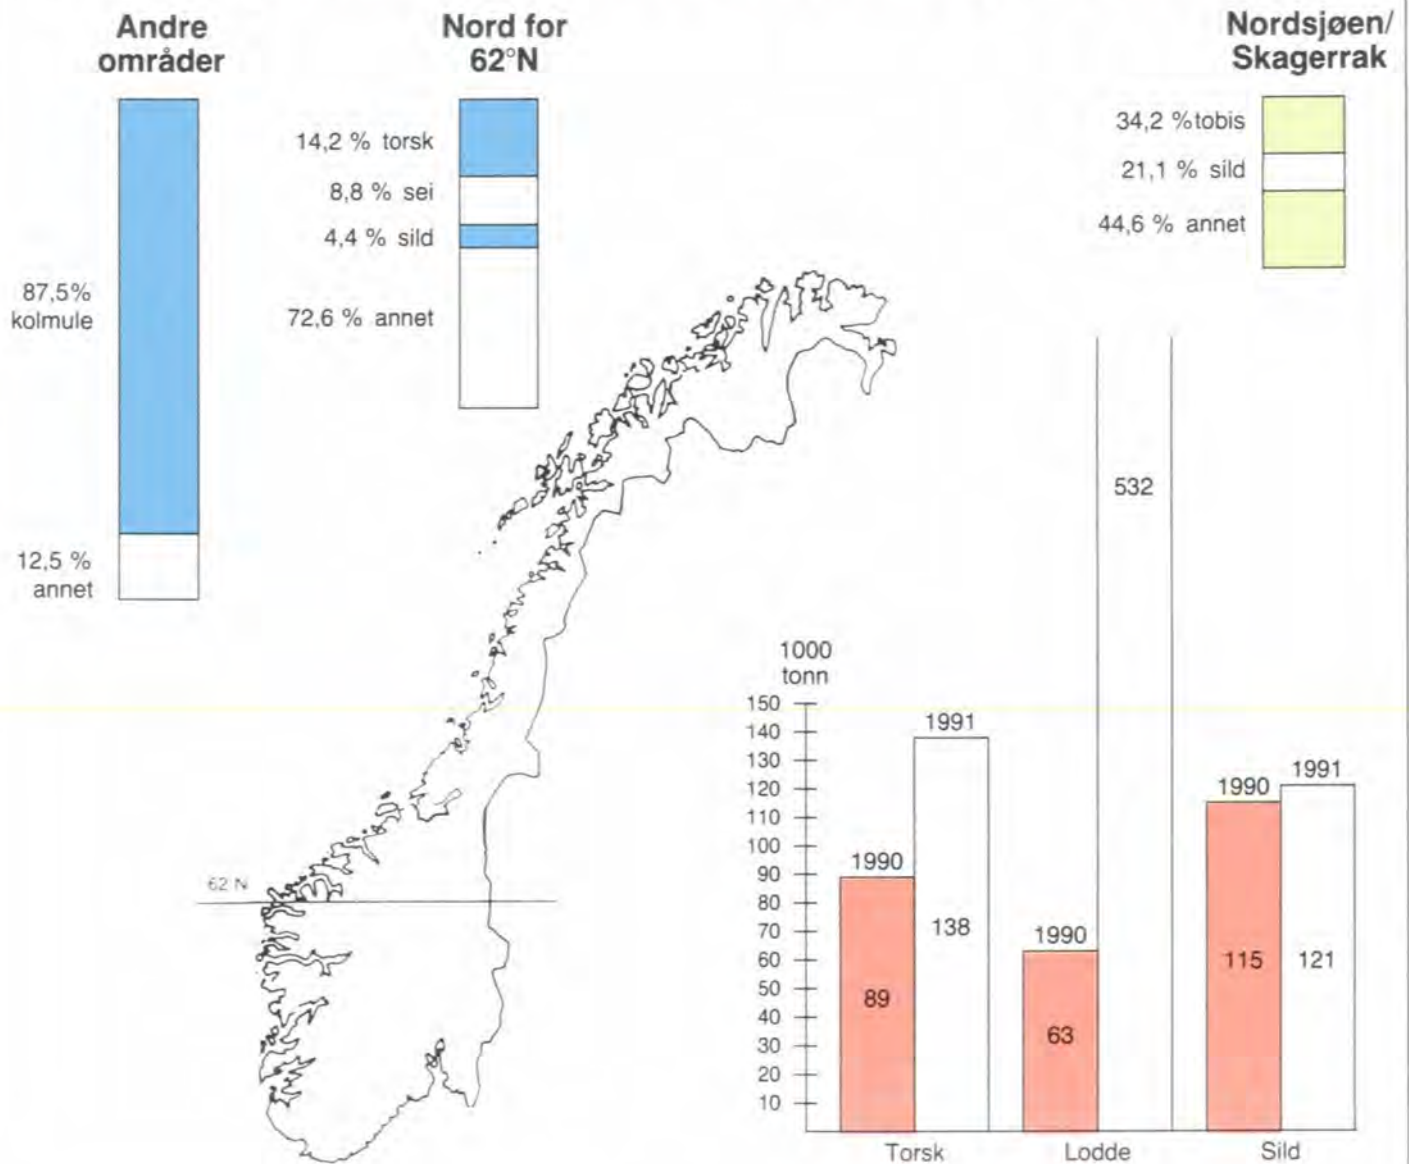 Andre
områder
87,5%
kolmule
12,5 %
annet
Nord for
62°N
14,2 % torsk
8,8 % sei
4,4 % sild
72,6 % annet
Nordsjøen/
Skagerrak
34,2 %tobis
21,1 % sild
44,6 % annet
62 N
1000
tonn
150
140
130
120
110
100
90
80
70
60
50
40
30
20
10
1990
89
1991
138
1990
63
532
1990
115
1991
121
Torsk
Lodde
Sild